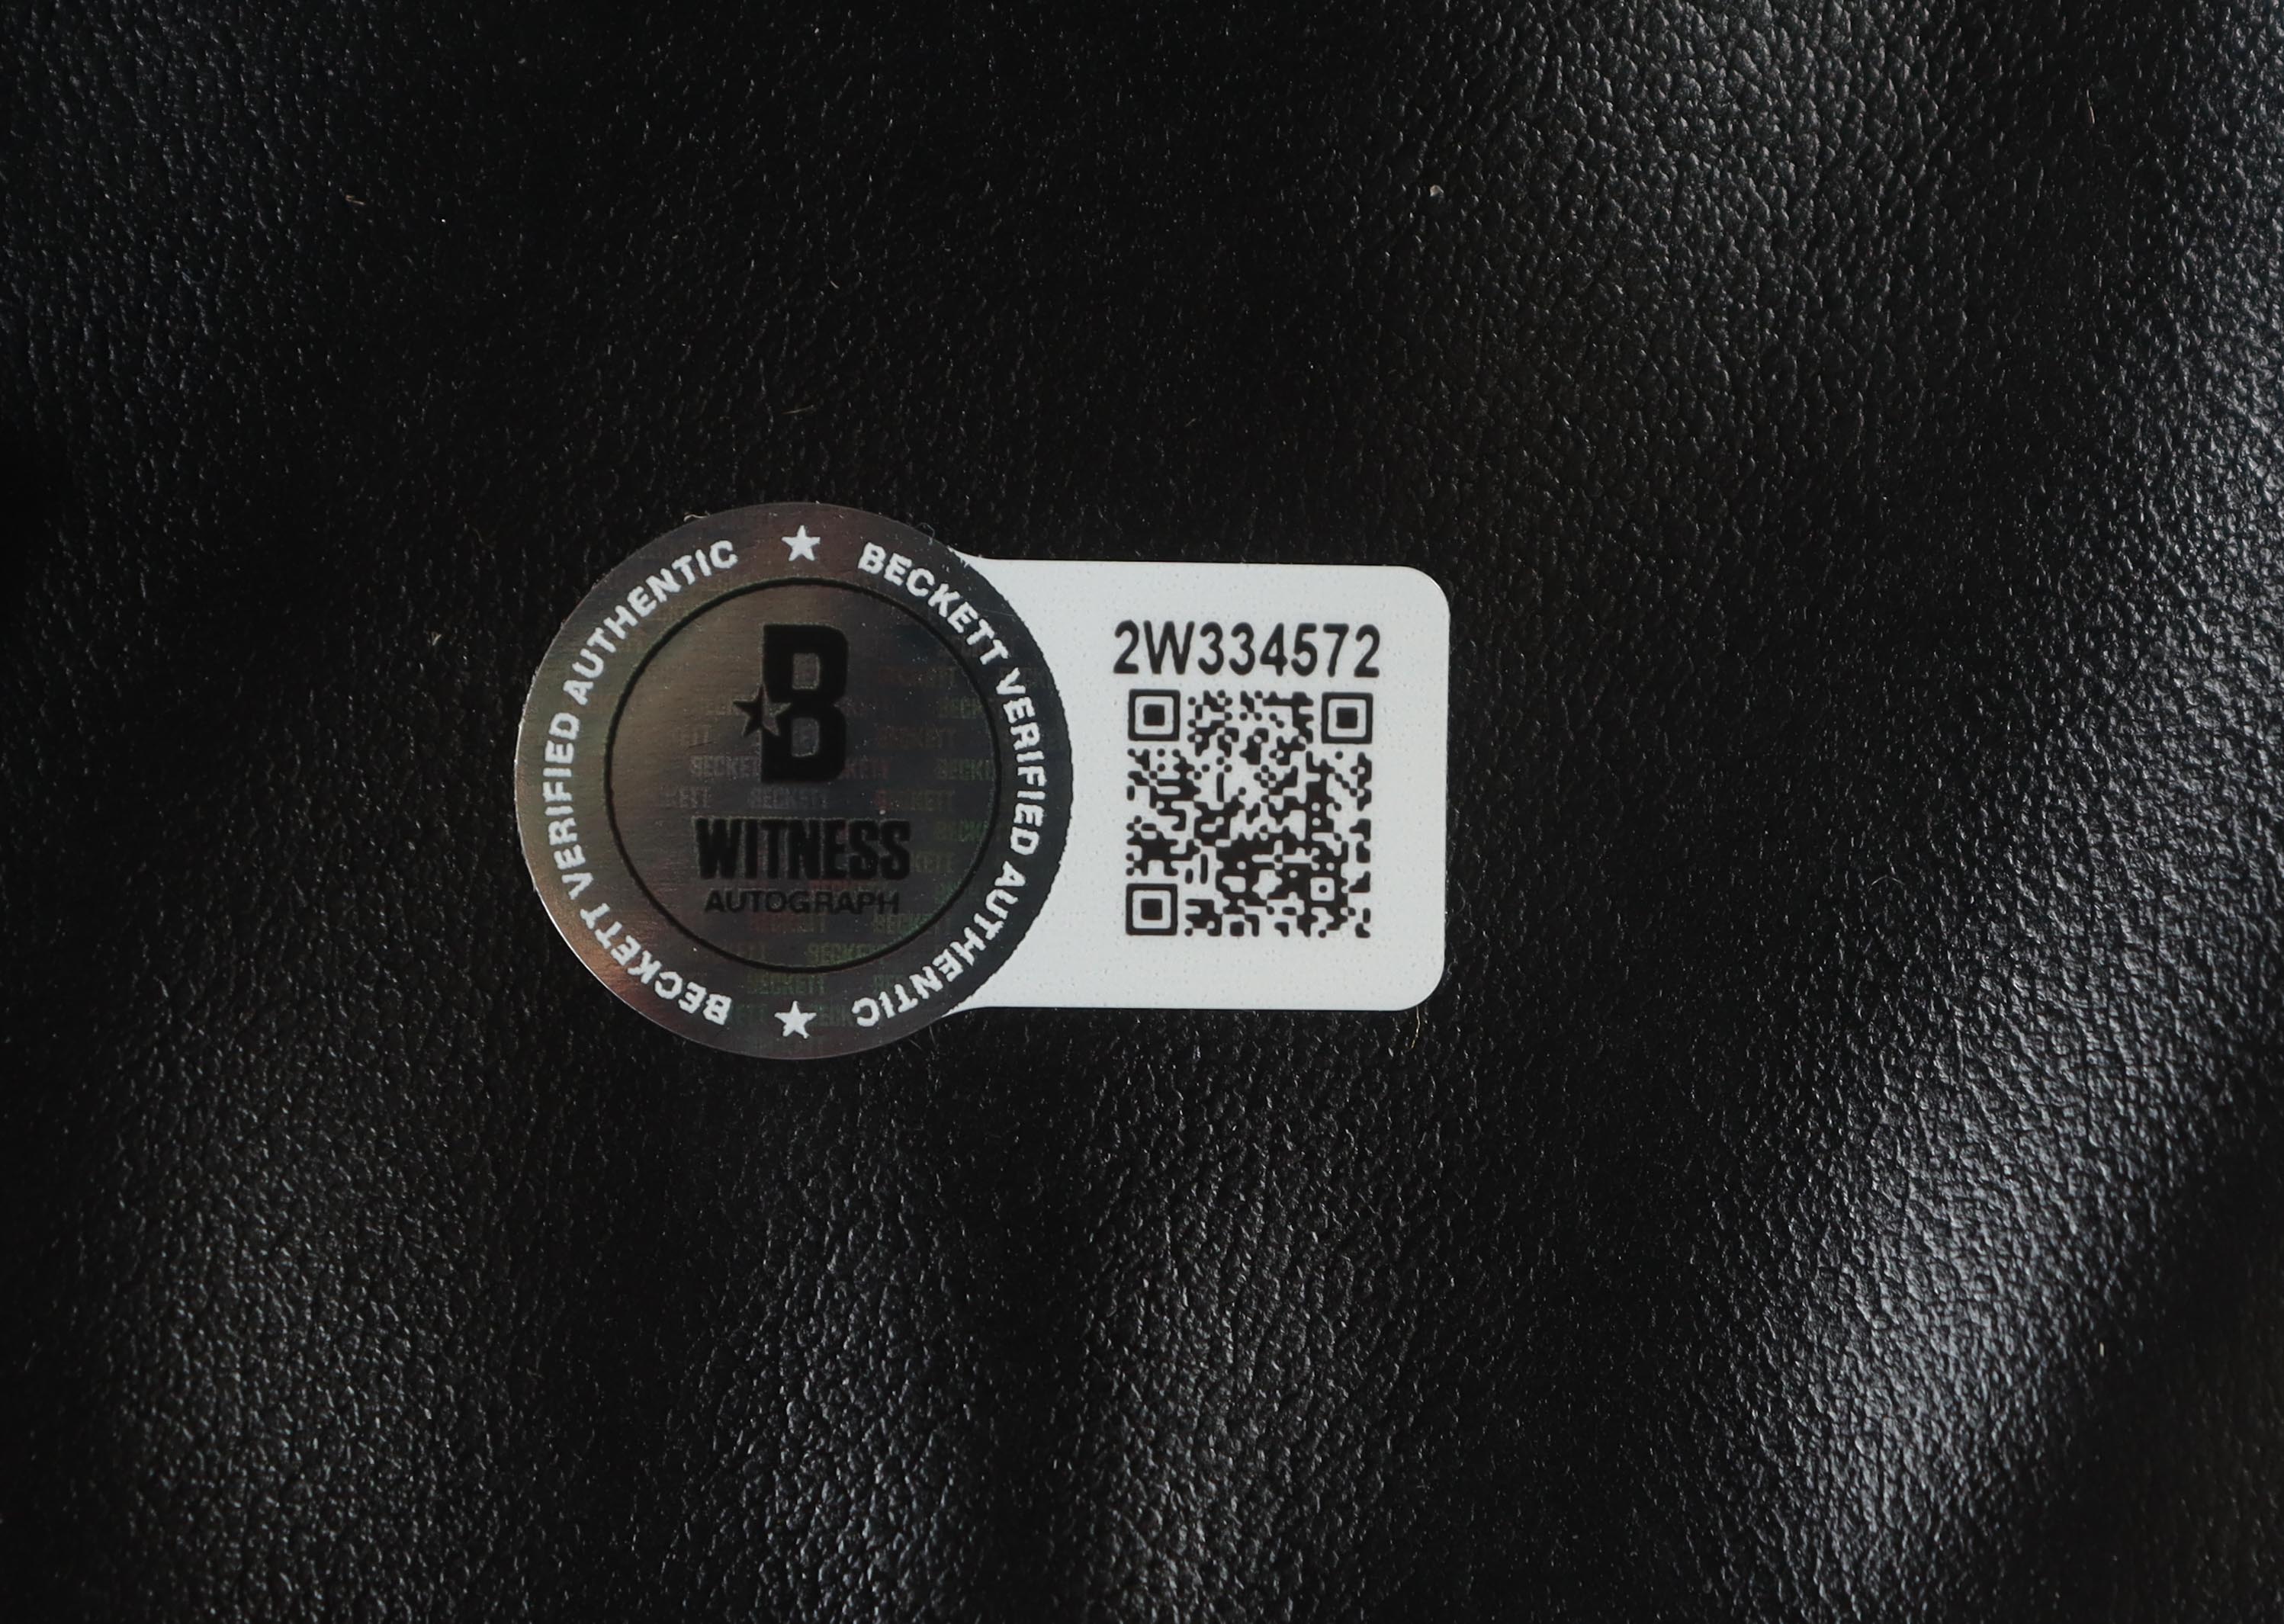 ★ BECKETT VERIFIED AUTHENTIC ★ BECKETT VERIFIED AUTHENTIC
B
WITNESS
AUTOGRAPH
2W334572